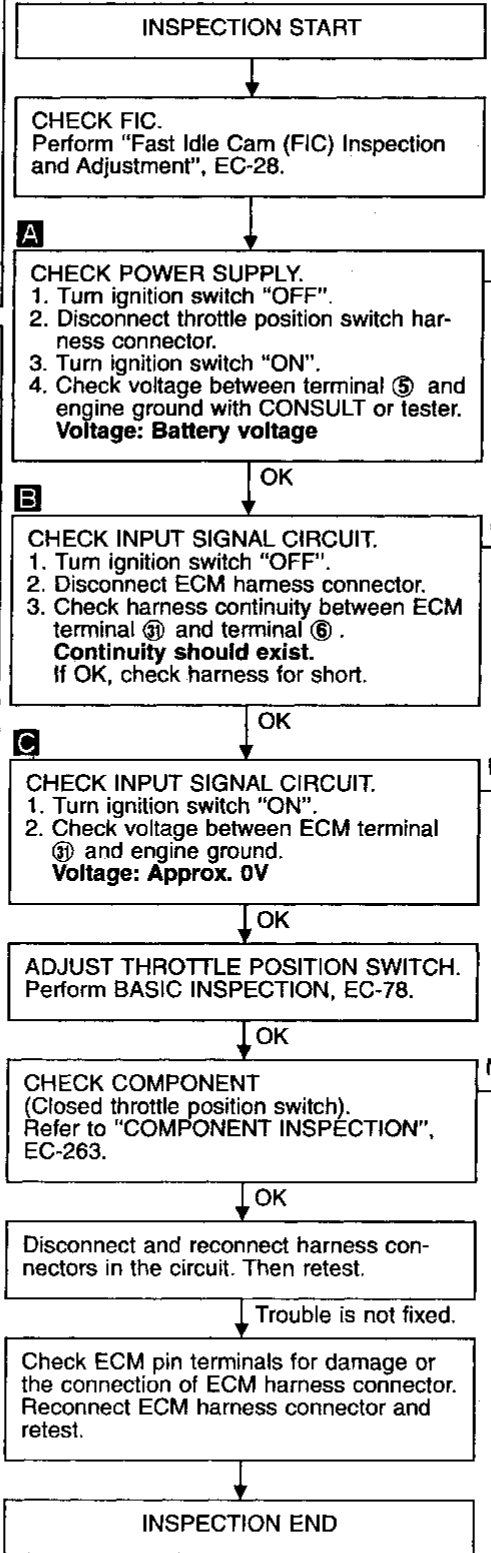 INSPECTION START
CHECK FIC.
Perform "Fast Idle Cam (FIC) Inspection
and Adjustment", EC-28.
A
CHECK POWER SUPPLY.
1. Turn ignition switch "OFF".
2. Disconnect throttle position switch har-
ness connector.
3. Turn ignition switch "ON".
4. Check voltage between terminal ⑤ and
engine ground with CONSULT or tester.
Voltage: Battery voltage
OK
B
CHECK INPUT SIGNAL CIRCUIT.
1. Turn ignition switch "OFF".
2. Disconnect ECM harness connector.
3. Check harness continuity between ECM
terminal ㉛ and terminal ⑥ .
Continuity should exist.
If OK, check harness for short.
OK
C
CHECK INPUT SIGNAL CIRCUIT.
1. Turn ignition switch "ON".
2. Check voltage between ECM terminal
㉛ and engine ground.
Voltage: Approx. 0V
OK
ADJUST THROTTLE POSITION SWITCH.
Perform BASIC INSPECTION, EC-78.
OK
CHECK COMPONENT
(Closed throttle position switch).
Refer to "COMPONENT INSPECTION",
EC-263.
OK
Disconnect and reconnect harness con-
nectors in the circuit. Then retest.
Trouble is not fixed.
Check ECM pin terminals for damage or
the connection of ECM harness connector.
Reconnect ECM harness connector and
retest.
INSPECTION END